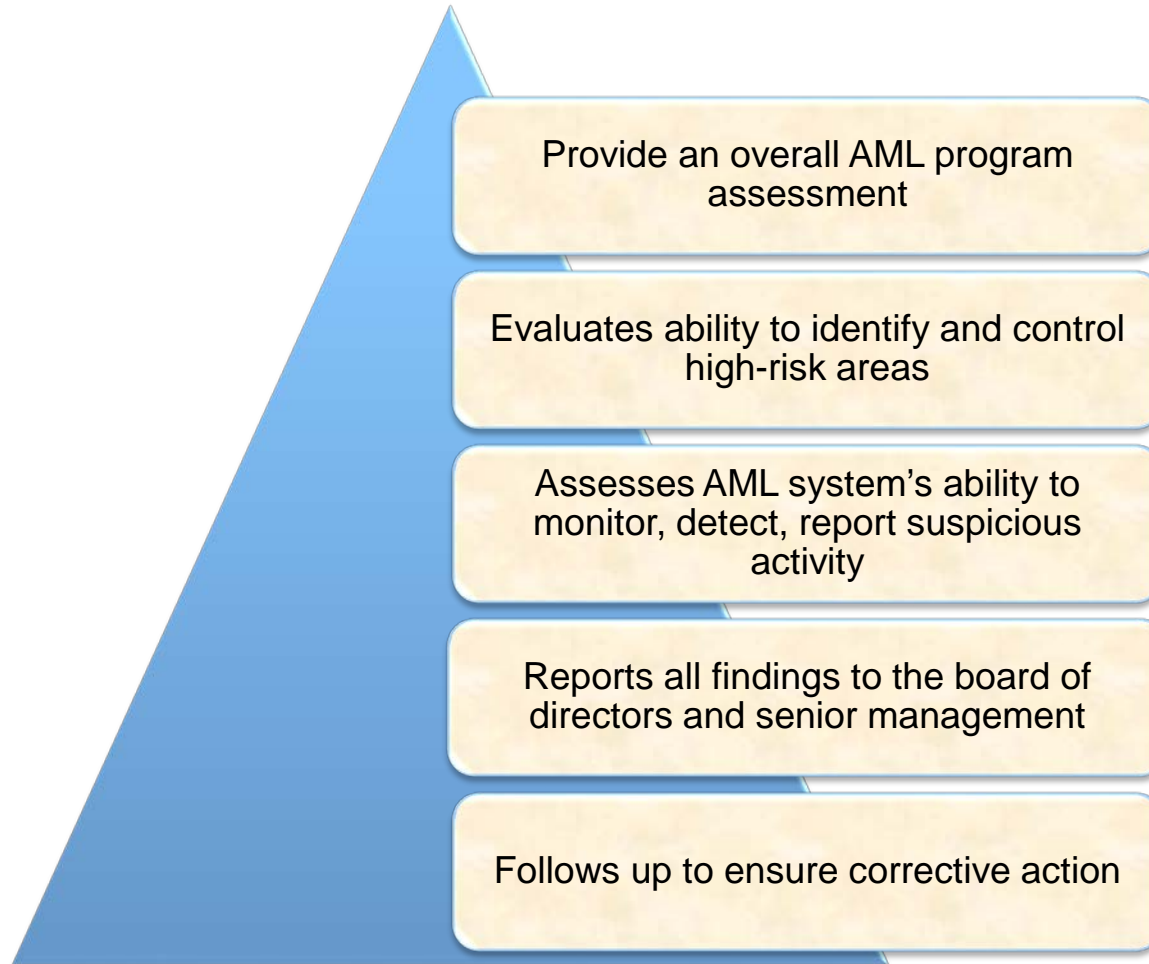 Provide an overall AML program
assessment
Evaluates ability to identify and control
high-risk areas
Assesses AML system’s ability to
monitor, detect, report suspicious
activity
Reports all findings to the board of
directors and senior management
Follows up to ensure corrective action